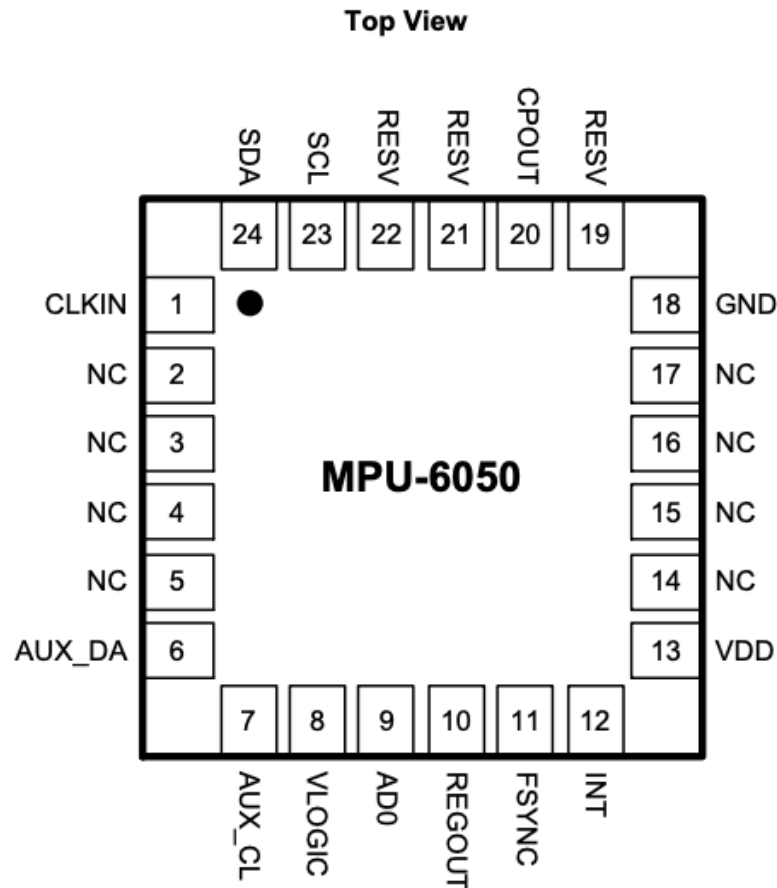 Top View
SDA SCL RESV RESV CPOUT RESV
24 23 22 21 20 19
CLKIN 1 18 GND
NC 2 17 NC
NC 3 16 NC
MPU-6050
NC 4 15 NC
NC 5 14 NC
AUX_DA 6 13 VDD
7 8 9 10 11 12
AUX_CL VLOGIC AD0 REGOUT FSYNC INT